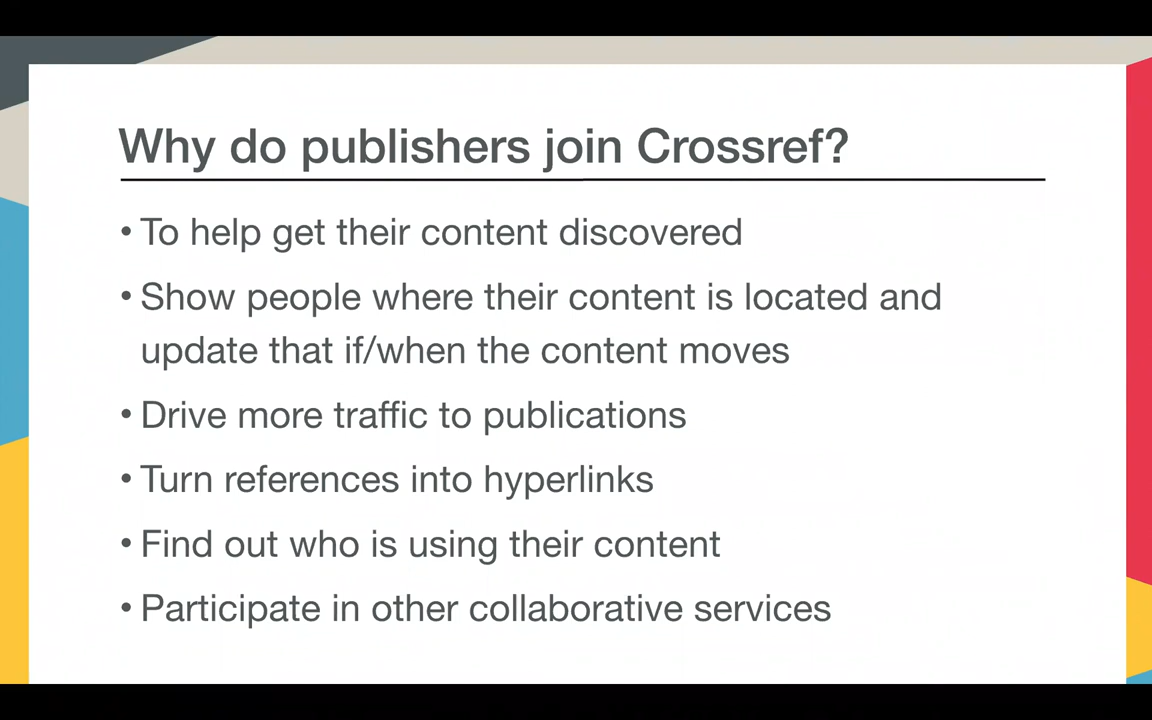 Why do publishers join Crossref?
• To help get their content discovered
• Show people where their content is located and
update that if/when the content moves
• Drive more traffic to publications
• Turn references into hyperlinks
• Find out who is using their content
• Participate in other collaborative services